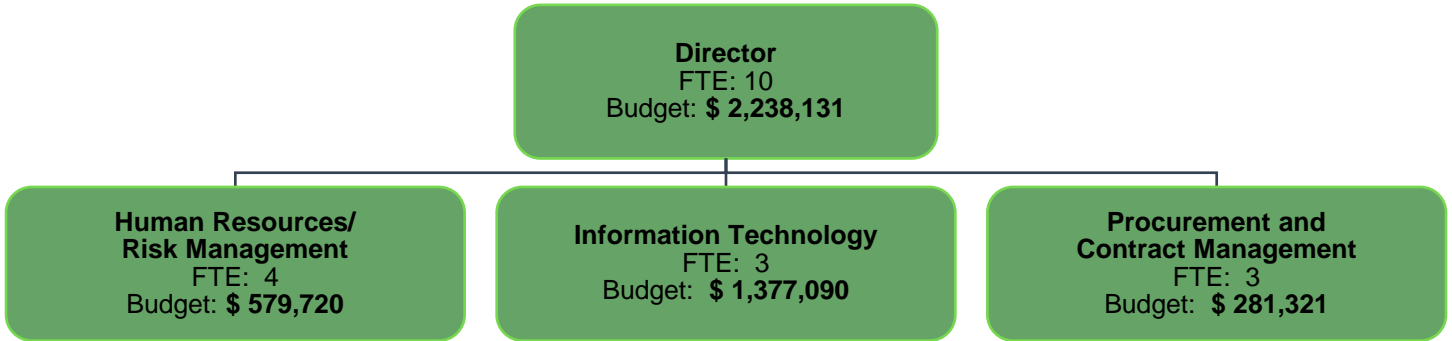 Director
FTE: 10
Budget: $ 2,238,131
Human Resources/
Risk Management
FTE: 4
Budget: $ 579,720
Information Technology
FTE: 3
Budget: $ 1,377,090
Procurement and
Contract Management
FTE: 3
Budget: $ 281,321